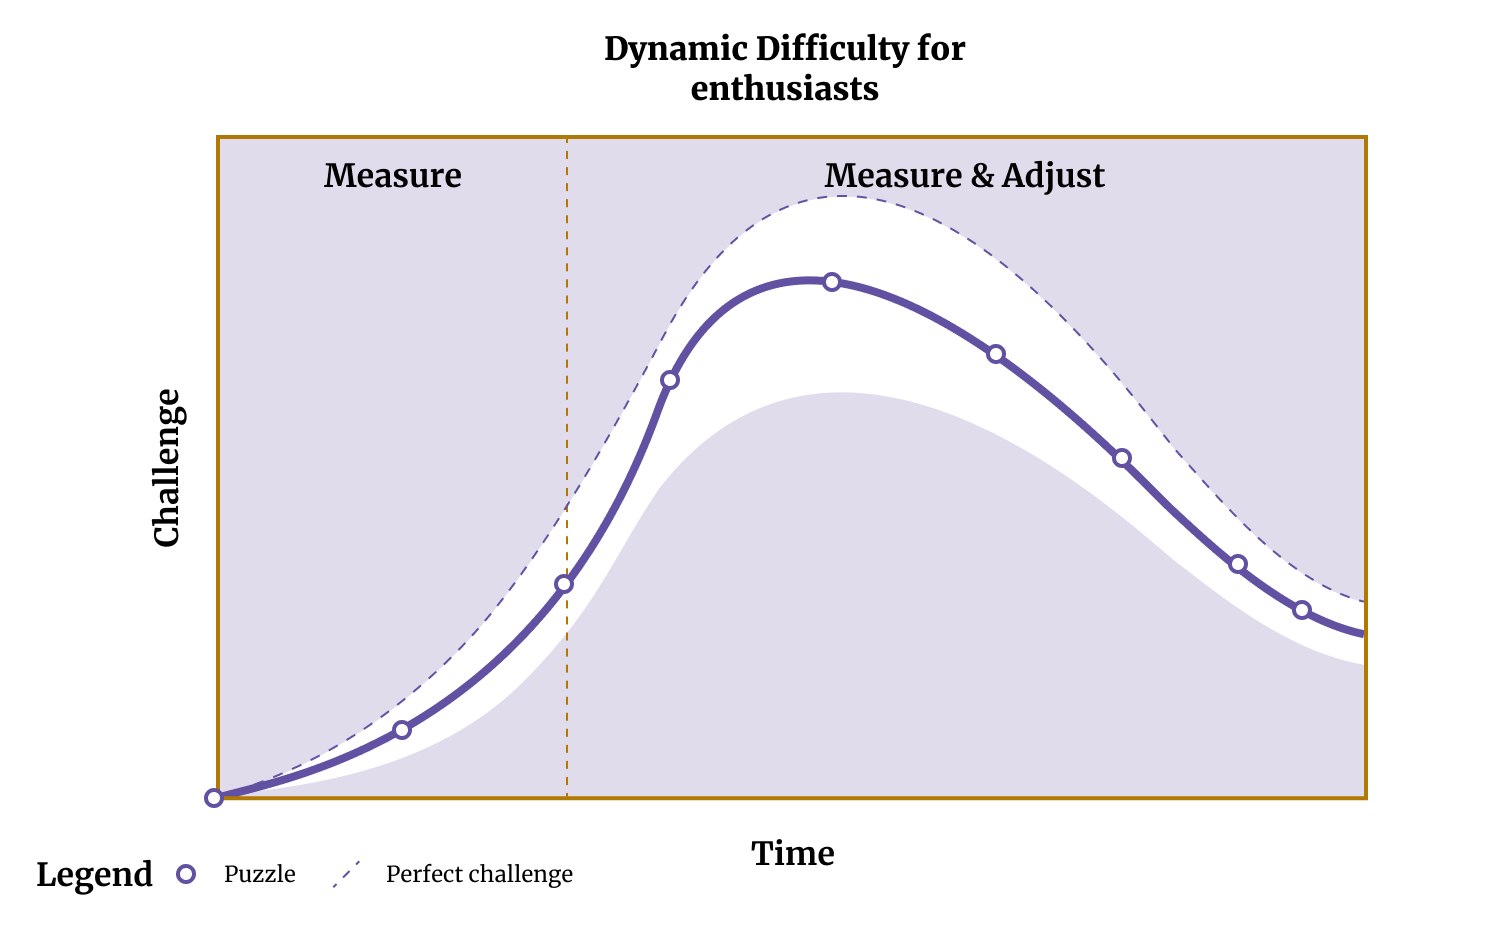 Dynamic Difficulty for
enthusiasts
Measure
Measure & Adjust
Challenge
Time
Legend
Puzzle
Perfect challenge